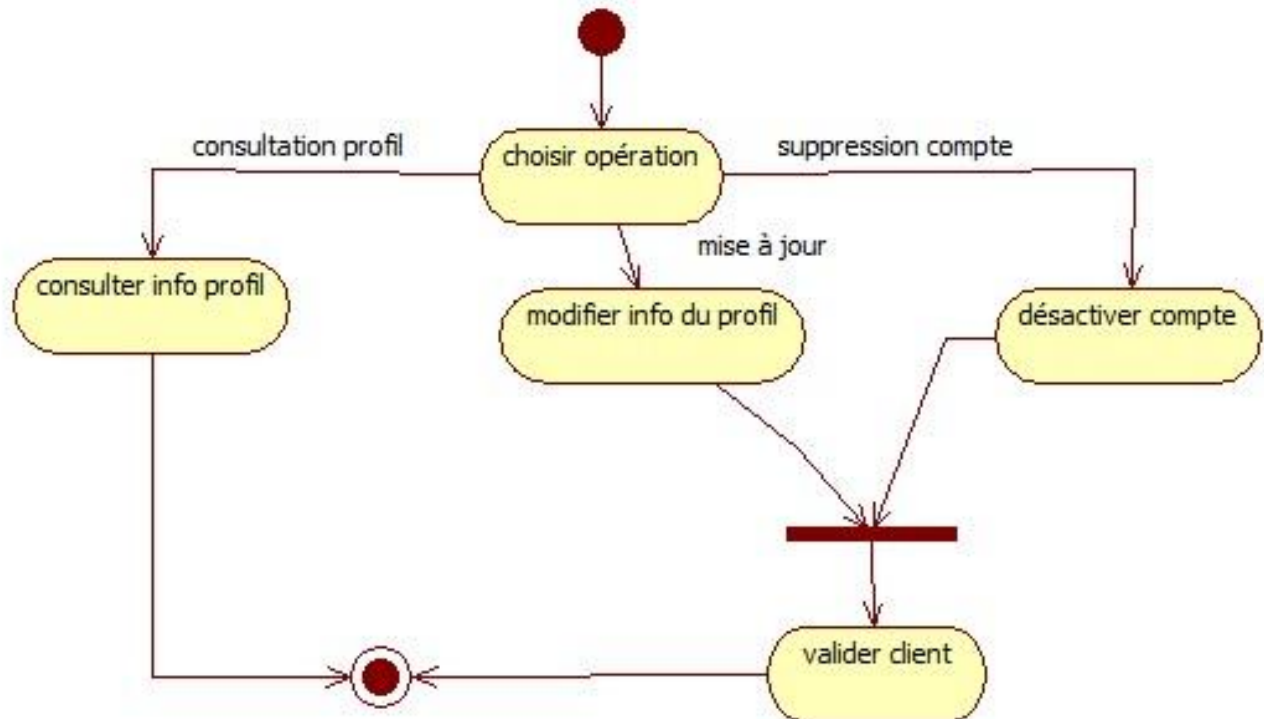 consultation profil
choisir opération
suppression compte
mise à jour
consulter info profil
modifier info du profil
désactiver compte
valider client